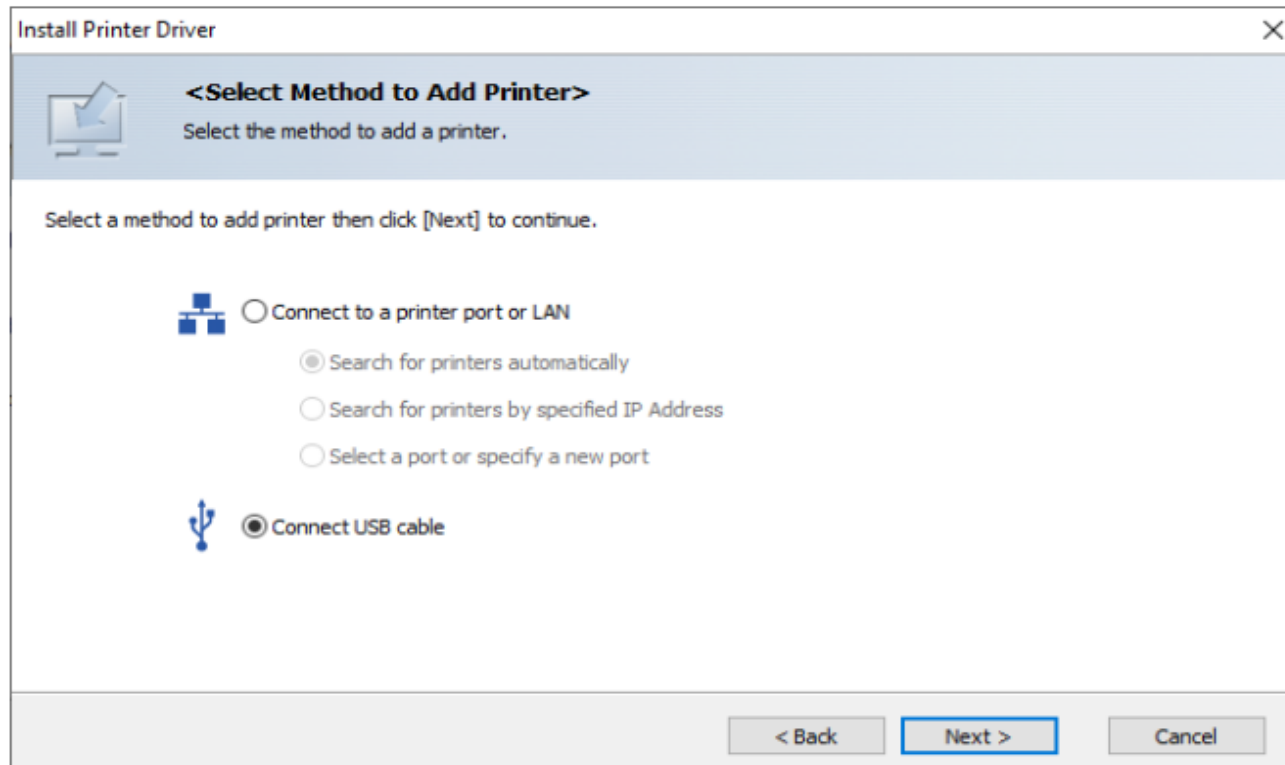 Install Printer Driver
<Select Method to Add Printer>
Select the method to add a printer.
Select a method to add printer then click [Next] to continue.
Connect to a printer port or LAN
Search for printers automatically
Search for printers by specified IP Address
Select a port or specify a new port
Connect USB cable
< Back Next > Cancel